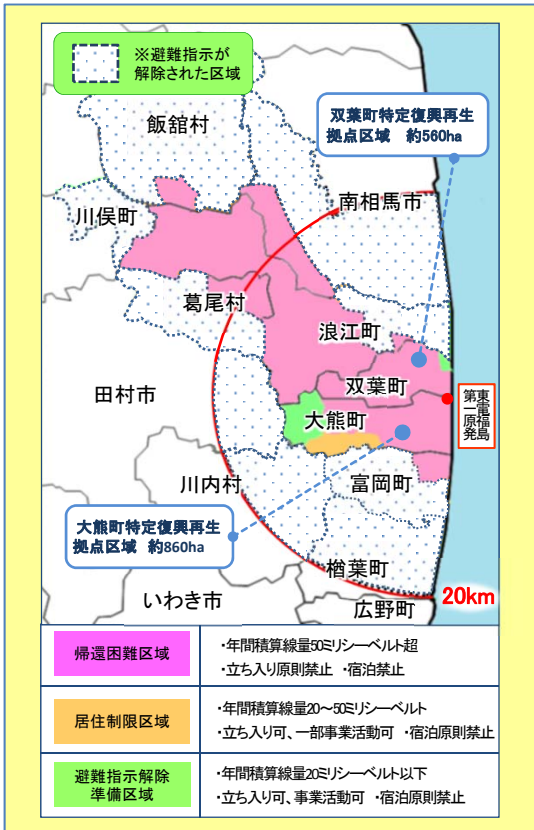 ※避難指示が
解除された区域
双葉町特定復興再生
拠点区域 約560ha
飯舘村
南相馬市
川俣町
葛尾村
浪江町
田村市
双葉町
大熊町
東電福島
第一原発
川内村
富岡町
大熊町特定復興再生
拠点区域 約860ha
楢葉町
いわき市
20km
広野町
帰還困難区域
・年間積算線量50ミリシーベルト超
・立ち入り原則禁止 ・宿泊禁止
居住制限区域
・年間積算線量20～50ミリシーベルト
・立ち入り可、一部事業活動可 ・宿泊原則禁止
避難指示解除
準備区域
・年間積算線量20ミリシーベルト以下
・立ち入り可、事業活動可 ・宿泊原則禁止